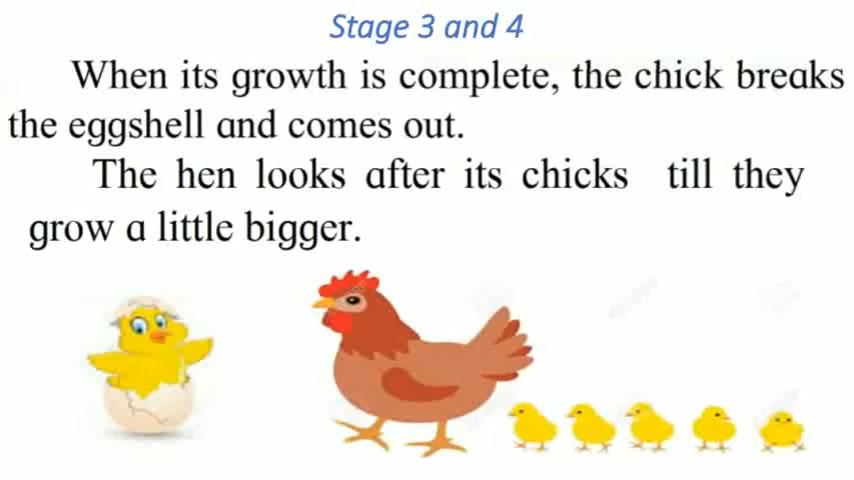 Stage 3 and 4
When its growth is complete, the chick breaks
the eggshell and comes out.
The hen looks after its chicks till they
grow a little bigger.